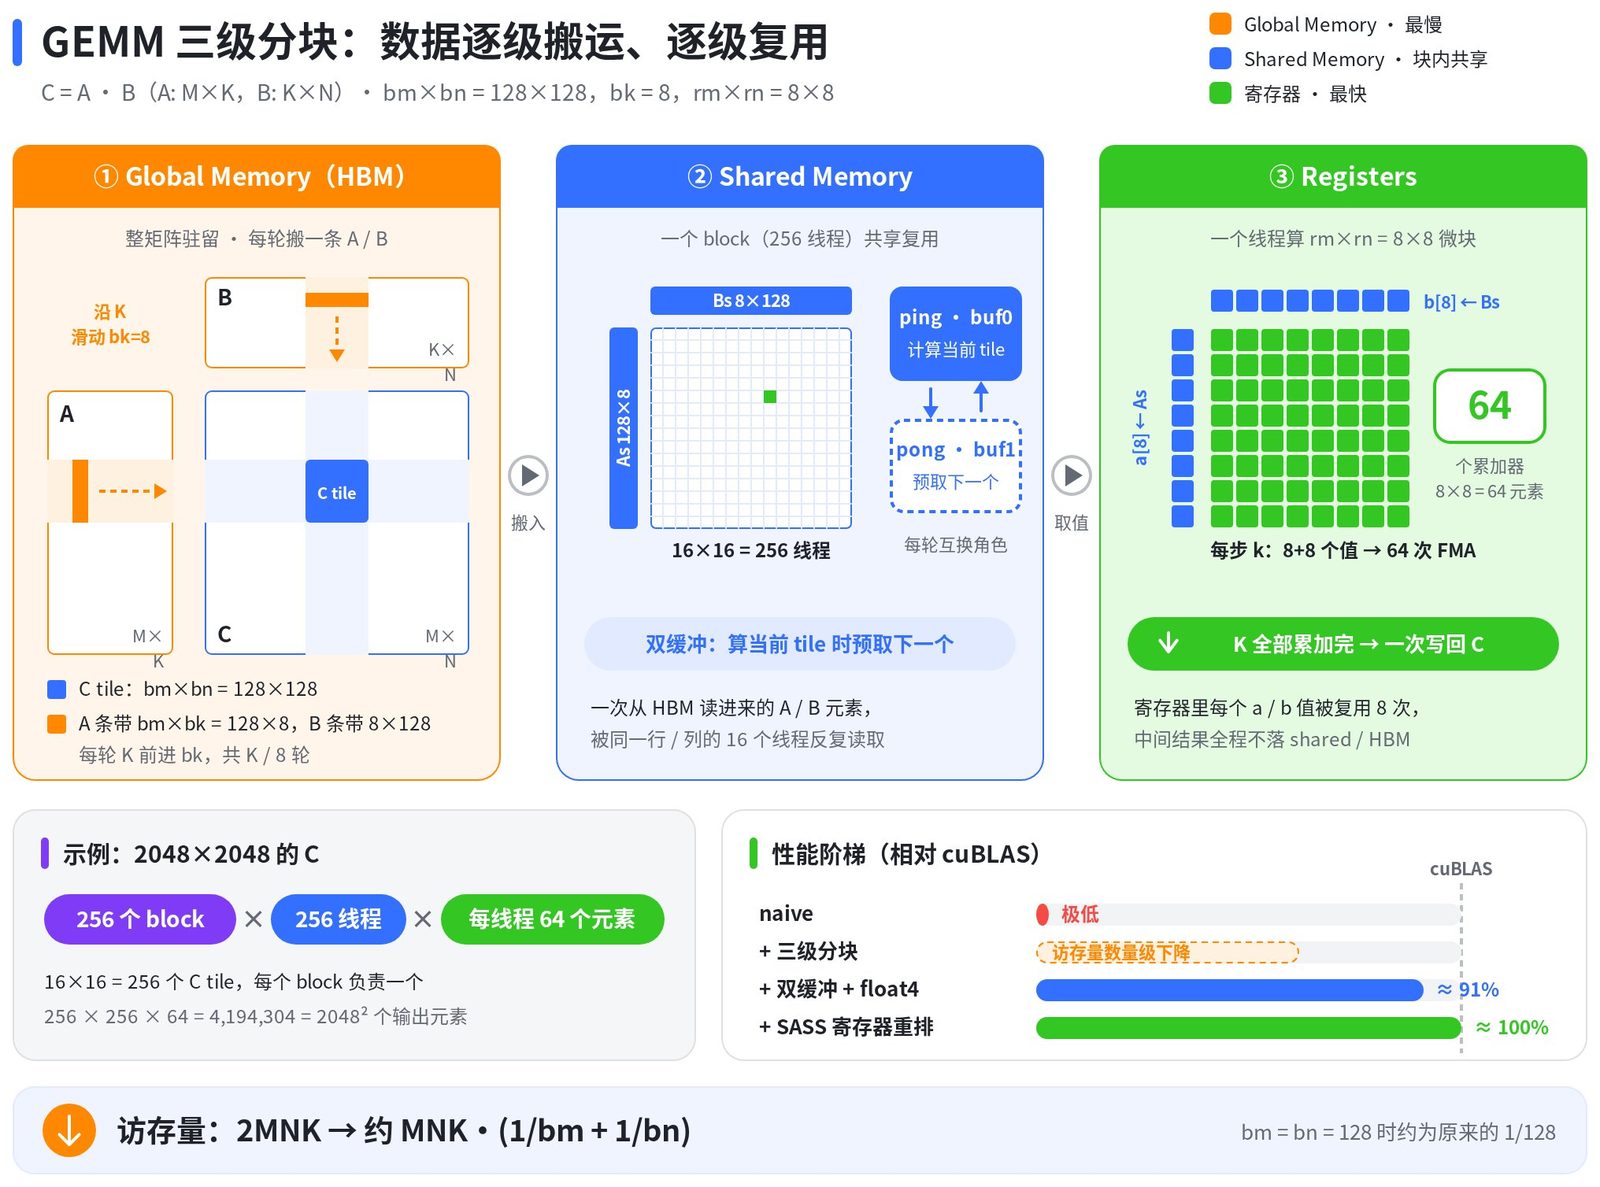 GEMM 三级分块：数据逐级搬运、逐级复用
C = A · B（A: M×K，B: K×N） · bm×bn = 128×128，bk = 8，rm×rn = 8×8
Global Memory · 最慢
Shared Memory · 块内共享
寄存器 · 最快
① Global Memory（HBM）
整矩阵驻留 · 每轮搬一条 A / B
沿 K
滑动 bk=8
B
K×
N
A
M×
K
C tile
C
M×
N
C tile：bm×bn = 128×128
A 条带 bm×bk = 128×8，B 条带 8×128
每轮 K 前进 bk，共 K / 8 轮
搬入
② Shared Memory
一个 block（256 线程）共享复用
Bs 8×128
As 128×8
16×16 = 256 线程
ping · buf0
计算当前 tile
pong · buf1
预取下一个
每轮互换角色
双缓冲：算当前 tile 时预取下一个
一次从 HBM 读进来的 A / B 元素，
被同一行 / 列的 16 个线程反复读取
取值
③ Registers
一个线程算 rm×rn = 8×8 微块
b[8] ← Bs
a[8] ← As
64
个累加器
8×8 = 64 元素
每步 k：8+8 个值 → 64 次 FMA
K 全部累加完 → 一次写回 C
寄存器里每个 a / b 值被复用 8 次，
中间结果全程不落 shared / HBM
示例：2048×2048 的 C
256 个 block × 256 线程 × 每线程 64 个元素
16×16 = 256 个 C tile，每个 block 负责一个
256 × 256 × 64 = 4,194,304 = 2048² 个输出元素
性能阶梯（相对 cuBLAS）
cuBLAS
naive 极低
+ 三级分块 访存量数量级下降
+ 双缓冲 + float4 ≈ 91%
+ SASS 寄存器重排 ≈ 100%
访存量：2MNK → 约 MNK · (1/bm + 1/bn)
bm = bn = 128 时约为原来的 1/128